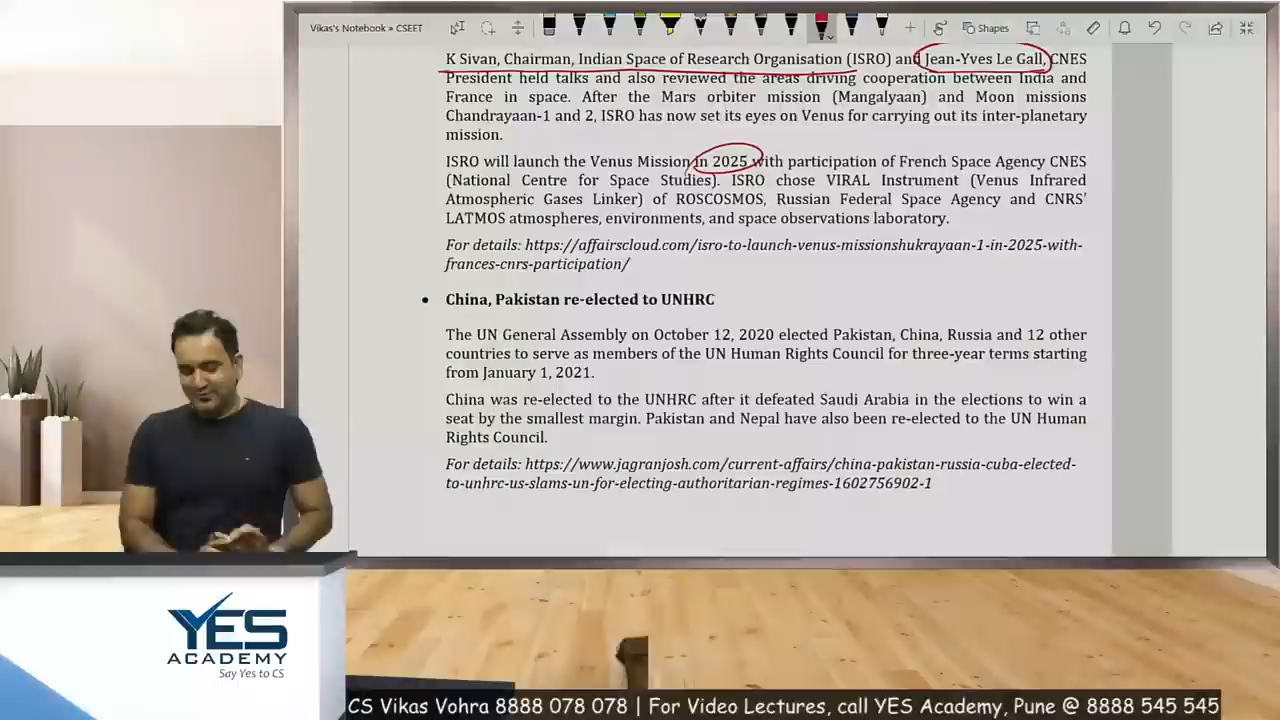 Vikas's Notebook » CSEET
Shapes
K Sivan, Chairman, Indian Space of Research Organisation (ISRO) and Jean-Yves Le Gall, CNES
President held talks and also reviewed the areas driving cooperation between India and
France in space. After the Mars orbiter mission (Mangalyaan) and Moon missions
Chandrayaan-1 and 2, ISRO has now set its eyes on Venus for carrying out its inter-planetary
mission.
ISRO will launch the Venus Mission in 2025 with participation of French Space Agency CNES
(National Centre for Space Studies). ISRO chose VIRAL Instrument (Venus Infrared
Atmospheric Gases Linker) of ROSCOSMOS, Russian Federal Space Agency and CNRS'
LATMOS atmospheres, environments, and space observations laboratory.
For details: https://affairscloud.com/isro-to-launch-venus-missionshukrayaan-1-in-2025-with-
frances-cnrs-participation/
• China, Pakistan re-elected to UNHRC
The UN General Assembly on October 12, 2020 elected Pakistan, China, Russia and 12 other
countries to serve as members of the UN Human Rights Council for three-year terms starting
from January 1, 2021.
China was re-elected to the UNHRC after it defeated Saudi Arabia in the elections to win a
seat by the smallest margin. Pakistan and Nepal have also been re-elected to the UN Human
Rights Council.
For details: https://www.jagranjosh.com/current-affairs/china-pakistan-russia-cuba-elected-
to-unhrc-us-slams-un-for-electing-authoritarian-regimes-1602756902-1
YES
ACADEMY
Say Yes to CS
CS Vikas Vohra 8888 078 078 | For Video Lectures, call YES Academy, Pune @ 8888 545 545